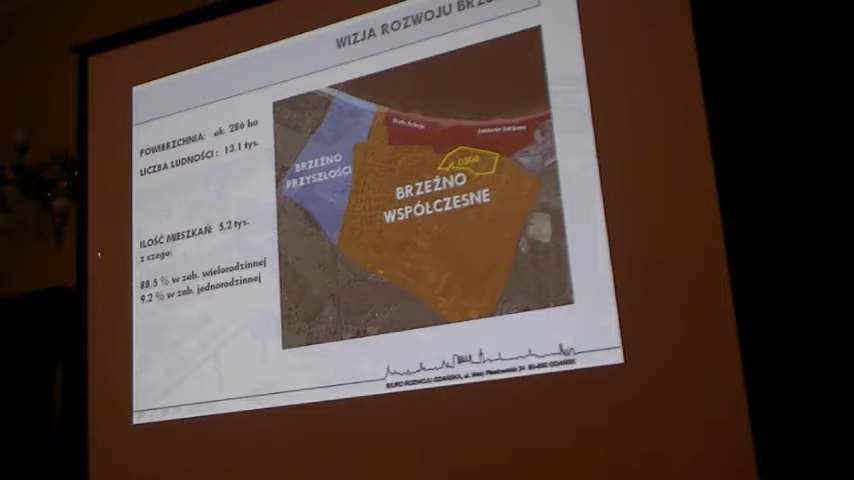 WIZJA ROZWOJU
POWIERZCHNIA: ok. 286 ha
LICZBA LUDNOŚCI: 13.1 tys.
BRZEŹNO
PRZYSZŁOŚCI
BRZEŹNO
WSPÓŁCZESNE
ILOŚĆ MIESZKAŃ: 5,2 tys.
z czego:
88,5 % w zab. wielorodzinnej
9,2 % w zab. jednorodzinnej
BIURO ROZWOJU GDAŃSKA, ul.